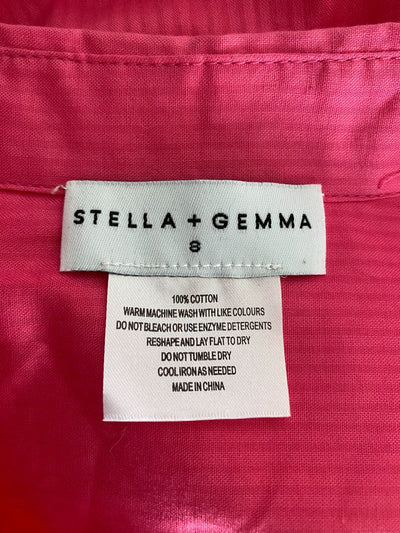 STELLA + GEMMA
8
100% COTTON
WARM MACHINE WASH WITH LIKE COLOURS
DO NOT BLEACH OR USE ENZYME DETERGENTS
RESHAPE AND LAY FLAT TO DRY
DO NOT TUMBLE DRY
COOL IRON AS NEEDED
MADE IN CHINA